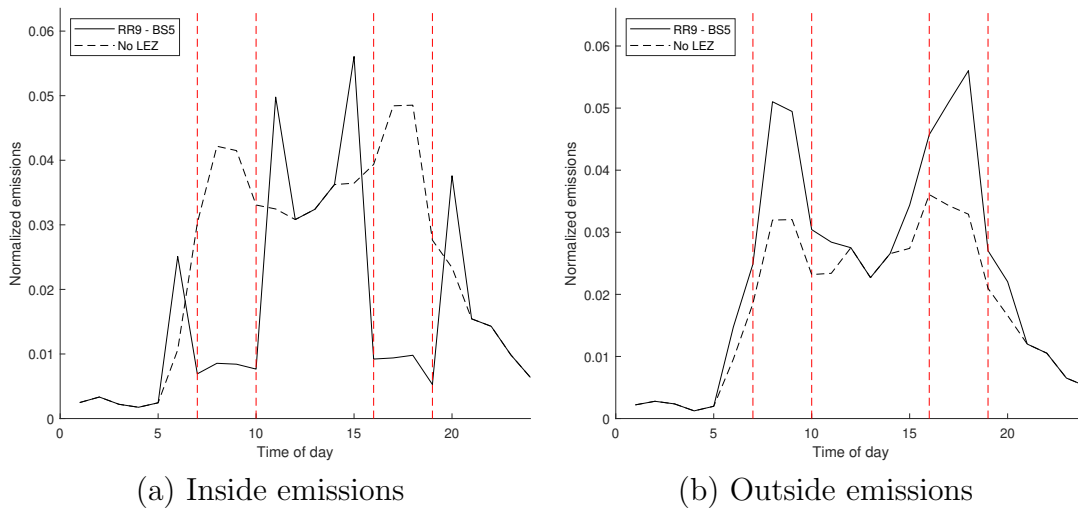 RR9 - BS5
No LEZ
Normalized emissions
0.06
0.05
0.04
0.03
0.02
0.01
0
0 5 10 15 20
Time of day
(a) Inside emissions
RR9 - BS5
No LEZ
Normalized emissions
0.06
0.05
0.04
0.03
0.02
0.01
0
0 5 10 15 20
Time of day
(b) Outside emissions